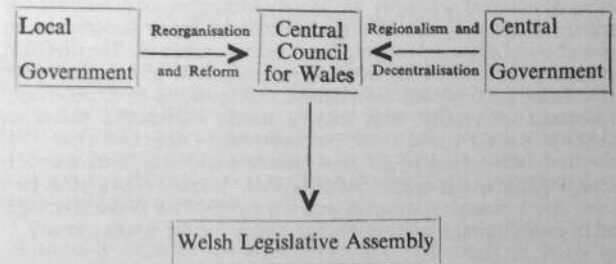 Local
Government
Reorganisation
and Reform
Central
Council
for Wales
Regionalism and
Decentralisation
Central
Government
Welsh Legislative Assembly